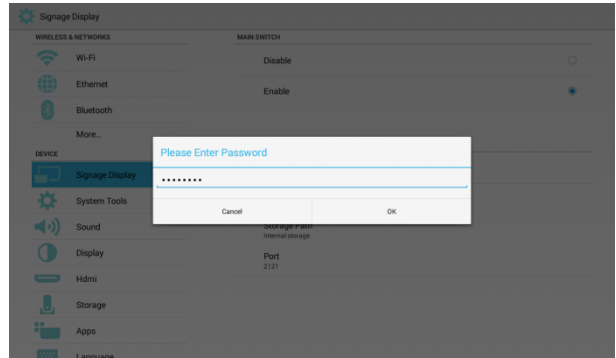 Signage Display
WIRELESS & NETWORKS
Wi-Fi
Ethernet
Bluetooth
More...
DEVICE
Signage Display
System Tools
Sound
Display
Hdmi
Storage
Apps
Language
MAIN SWITCH
Disable
Enable
Please Enter Password
••••••••
Cancel
OK
Storage Path
Internal storage
Port
2121